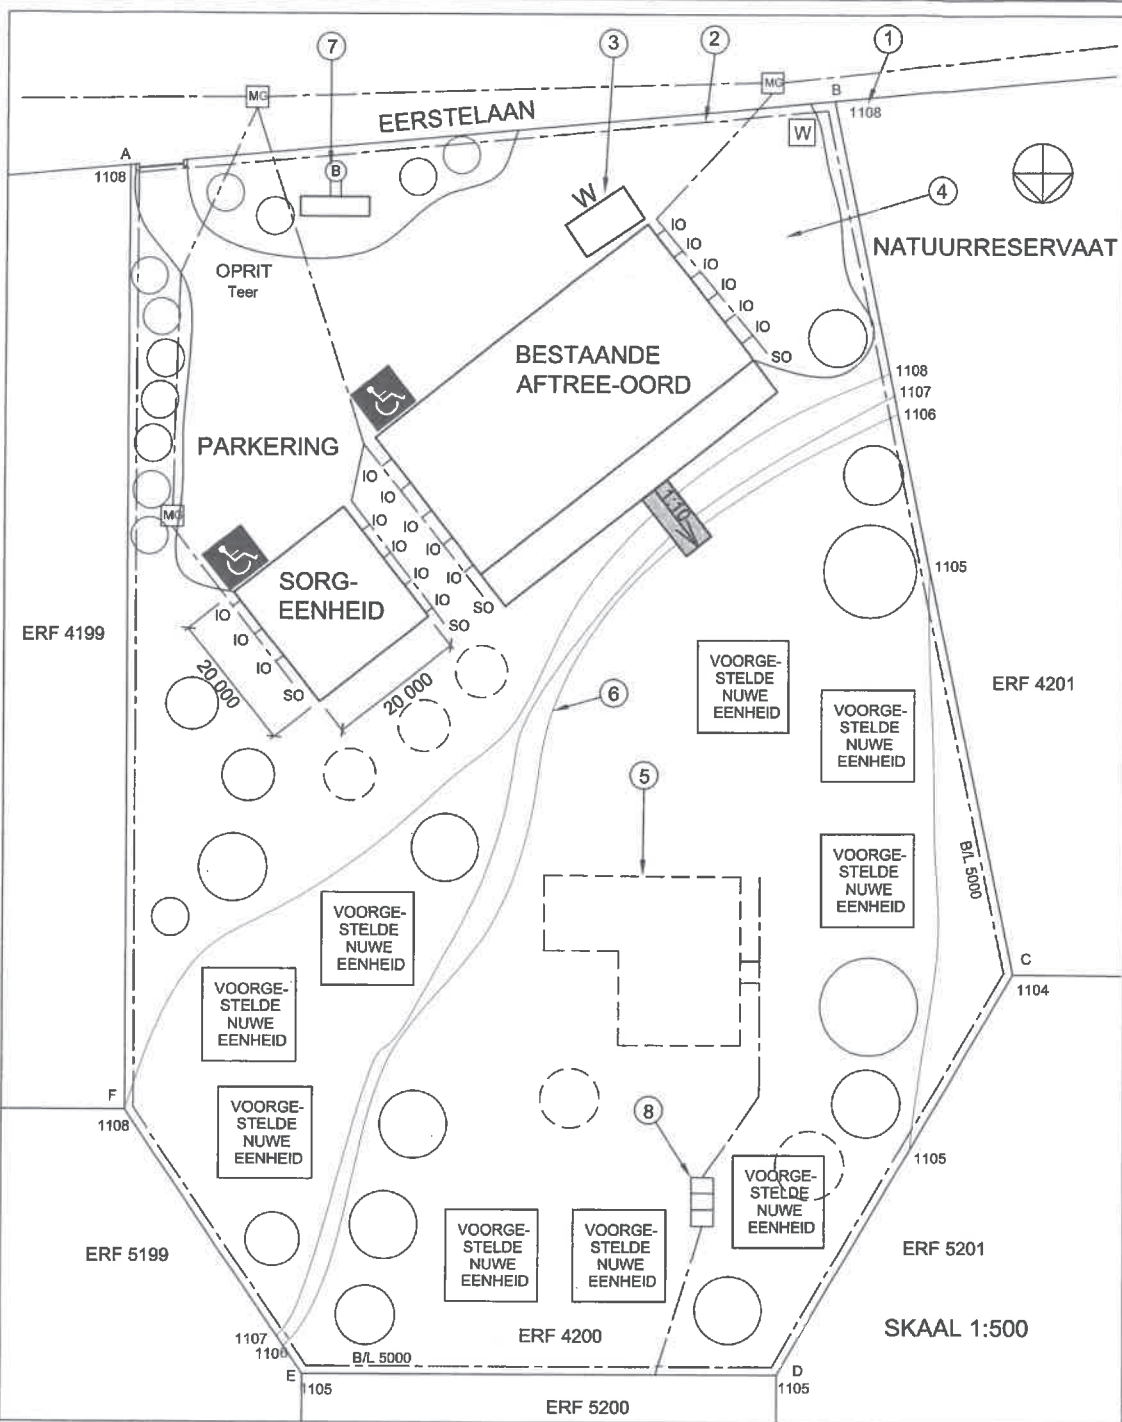 7
3
2
1
MG
MG
B
1108
EERSTELAAN
W
A
1108
B
W
4
NATUURRESERVAAT
OPRIT
Teer
IO
IO
IO
IO
IO
IO
SO
BESTAANDE
AFTREE-OORD
1108
1107
1106
PARKERING
IO
IO
IO
IO
IO
SO
1:10
MG
IO
IO
IO
IO
IO
SO
SORG-
EENHEID
1105
ERF 4199
IO
IO
IO
SO
20 000
20 000
VOORGE-
STELDE
NUWE
EENHEID
6
ERF 4201
VOORGE-
STELDE
NUWE
EENHEID
5
VOORGE-
STELDE
NUWE
EENHEID
B/L 5000
VOORGE-
STELDE
NUWE
EENHEID
C
1104
VOORGE-
STELDE
NUWE
EENHEID
F
1108
VOORGE-
STELDE
NUWE
EENHEID
8
1105
VOORGE-
STELDE
NUWE
EENHEID
VOORGE-
STELDE
NUWE
EENHEID
VOORGE-
STELDE
NUWE
EENHEID
ERF 5199
ERF 5201
1107
1106
B/L 5000
ERF 4200
SKAAL 1:500
E
1105
D
1105
ERF 5200